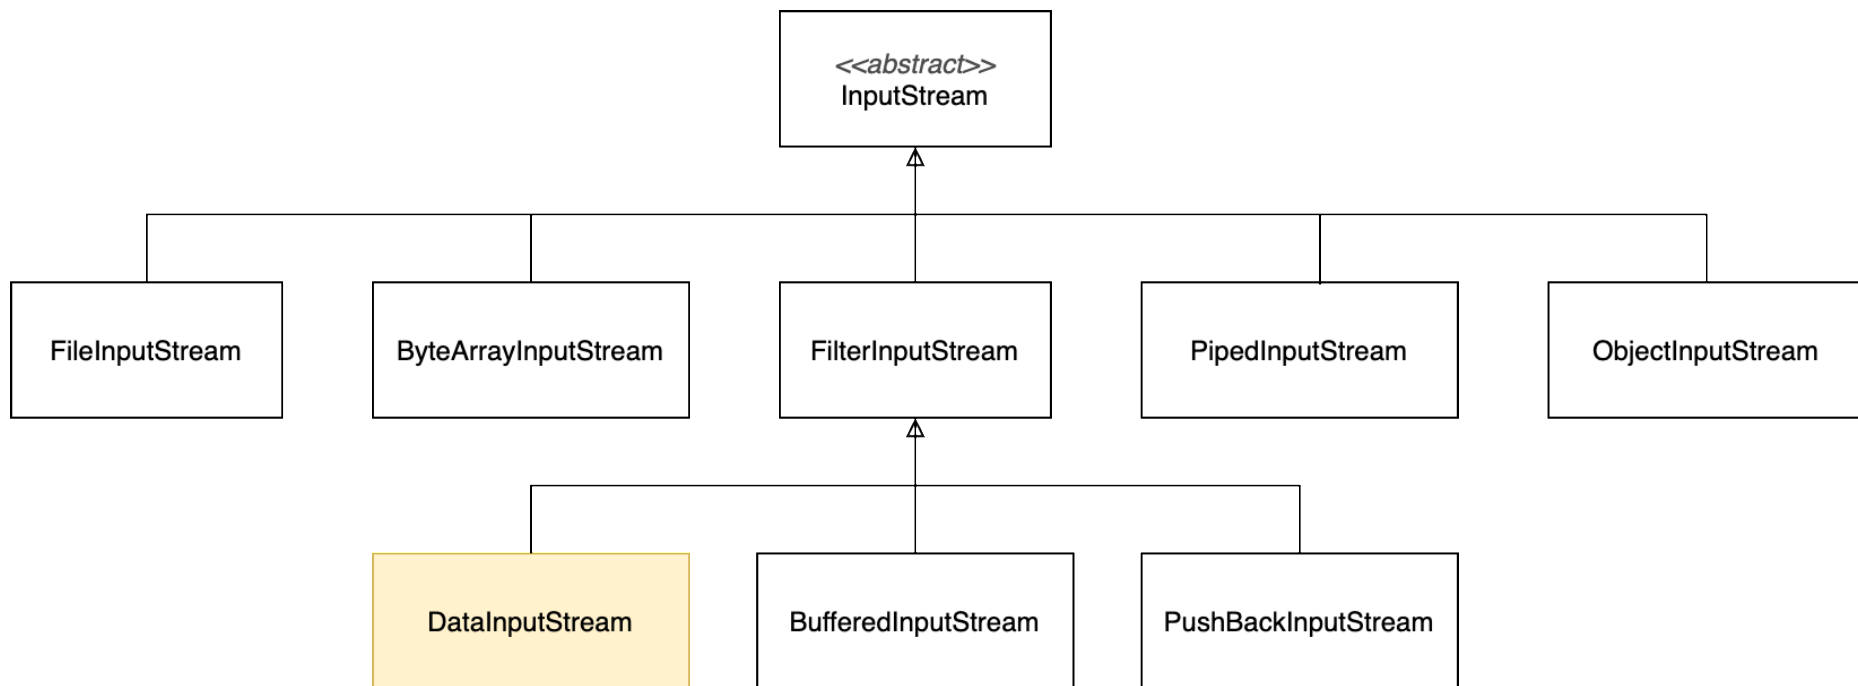 <<abstract>>
InputStream
FileInputStream
ByteArrayInputStream
FilterInputStream
PipedInputStream
ObjectInputStream
DataInputStream
BufferedInputStream
PushBackInputStream